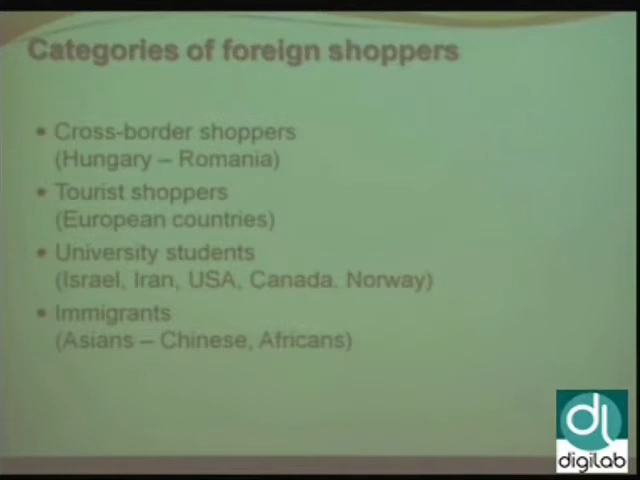 Categories of foreign shoppers
• Cross-border shoppers
(Hungary – Romania)
• Tourist shoppers
(European countries)
• University students
(Israel, Iran, USA, Canada. Norway)
• Immigrants
(Asians – Chinese, Africans)
dl
digilab